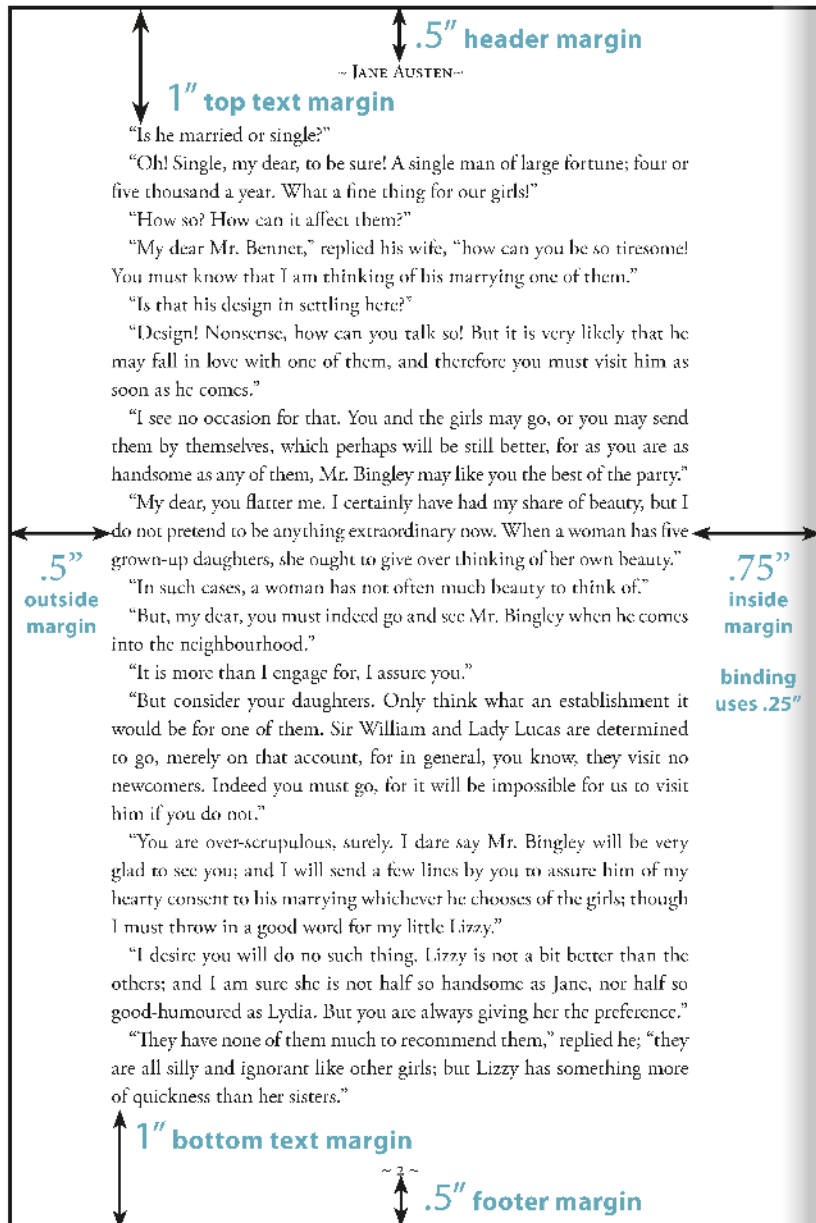 .5" header margin
~ JANE AUSTEN~
1" top text margin
“Is he married or single?”
“Oh! Single, my dear, to be sure! A single man of large fortune; four or
five thousand a year. What a fine thing for our girls!”
“How so? How can it affect them?”
“My dear Mr. Bennet,” replied his wife, “how can you be so tiresome!
You must know that I am thinking of his marrying one of them.”
“Is that his design in settling here?”
“Design! Nonsense, how can you talk so! But it is very likely that he
may fall in love with one of them, and therefore you must visit him as
soon as he comes.”
“I see no occasion for that. You and the girls may go, or you may send
them by themselves, which perhaps will be still better, for as you are as
handsome as any of them, Mr. Bingley may like you the best of the party.”
“My dear, you flatter me. I certainly have had my share of beauty, but I
do not pretend to be anything extraordinary now. When a woman has five
grown-up daughters, she ought to give over thinking of her own beauty.”
“In such cases, a woman has not often much beauty to think of.”
“But, my dear, you must indeed go and see Mr. Bingley when he comes
into the neighbourhood.”
“It is more than I engage for, I assure you.”
“But consider your daughters. Only think what an establishment it
would be for one of them. Sir William and Lady Lucas are determined
to go, merely on that account, for in general, you know, they visit no
newcomers. Indeed you must go, for it will be impossible for us to visit
him if you do not.”
“You are over-scrupulous, surely. I dare say Mr. Bingley will be very
glad to see you; and I will send a few lines by you to assure him of my
hearty consent to his marrying whichever he chooses of the girls; though
I must throw in a good word for my little Lizzy.”
“I desire you will do no such thing. Lizzy is not a bit better than the
others; and I am sure she is not half so handsome as Jane, nor half so
good-humoured as Lydia. But you are always giving her the preference.”
“They have none of them much to recommend them,” replied he; “they
are all silly and ignorant like other girls; but Lizzy has something more
of quickness than her sisters.”
.5”
outside
margin
.75”
inside
margin
binding
uses .25"
1" bottom text margin
~ 2 ~
.5" footer margin